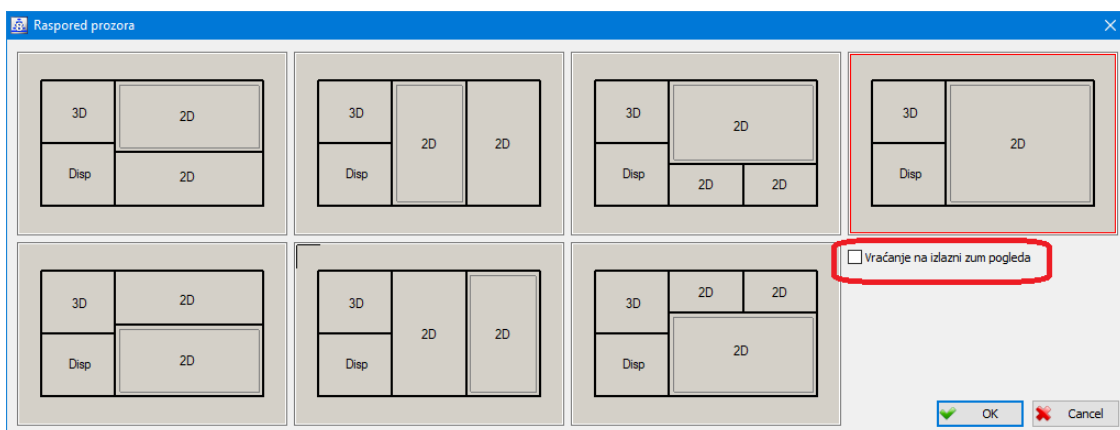 Raspored prozora
3D
2D
Disp
2D
3D
2D
2D
Disp
3D
2D
Disp
2D
2D
3D
2D
Disp
Vraćanje na izlazni zum pogleda
3D
2D
Disp
2D
3D
2D
2D
Disp
3D
2D
2D
Disp
2D
OK
Cancel